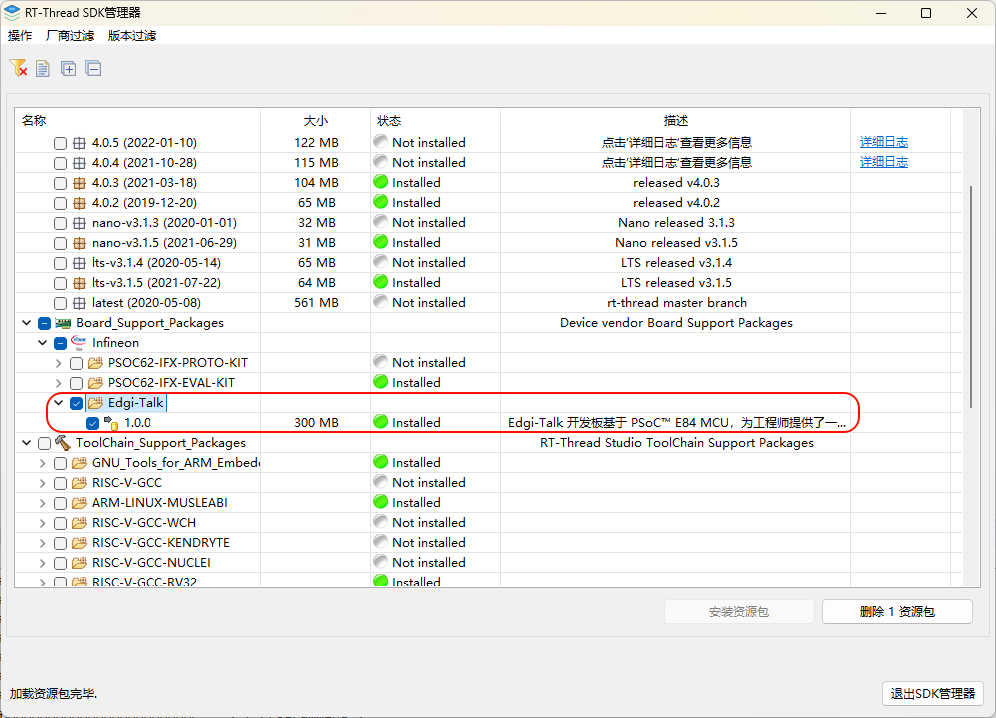 RT-Thread SDK管理器
操作 厂商过滤 版本过滤
名称 大小 状态 描述
4.0.5 (2022-01-10) 122 MB Not installed 点击'详细日志'查看更多信息 详细日志
4.0.4 (2021-10-28) 115 MB Not installed 点击'详细日志'查看更多信息 详细日志
4.0.3 (2021-03-18) 104 MB Installed released v4.0.3
4.0.2 (2019-12-20) 65 MB Installed released v4.0.2
nano-v3.1.3 (2020-01-01) 32 MB Not installed Nano released 3.1.3
nano-v3.1.5 (2021-06-29) 31 MB Installed Nano released v3.1.5
lts-v3.1.4 (2020-05-14) 65 MB Not installed LTS released v3.1.4
lts-v3.1.5 (2021-07-22) 64 MB Installed LTS released v3.1.5
latest (2020-05-08) 561 MB Not installed rt-thread master branch
Board_Support_Packages Device vendor Board Support Packages
Infineon
PSOC62-IFX-PROTO-KIT Not installed
PSOC62-IFX-EVAL-KIT Installed
Edgi-Talk
1.0.0 300 MB Installed Edgi-Talk 开发板基于 PSoC™ E84 MCU，为工程师提供了一...
ToolChain_Support_Packages RT-Thread Studio ToolChain Support Packages
GNU_Tools_for_ARM_Embed Installed
RISC-V-GCC Not installed
ARM-LINUX-MUSLEABI Installed
RISC-V-GCC-WCH Not installed
RISC-V-GCC-KENDRYTE Not installed
RISC-V-GCC-NUCLEI Not installed
RISC-V-GCC-RV32 Installed
安装资源包 删除 1 资源包
加载资源包完毕. 退出SDK管理器